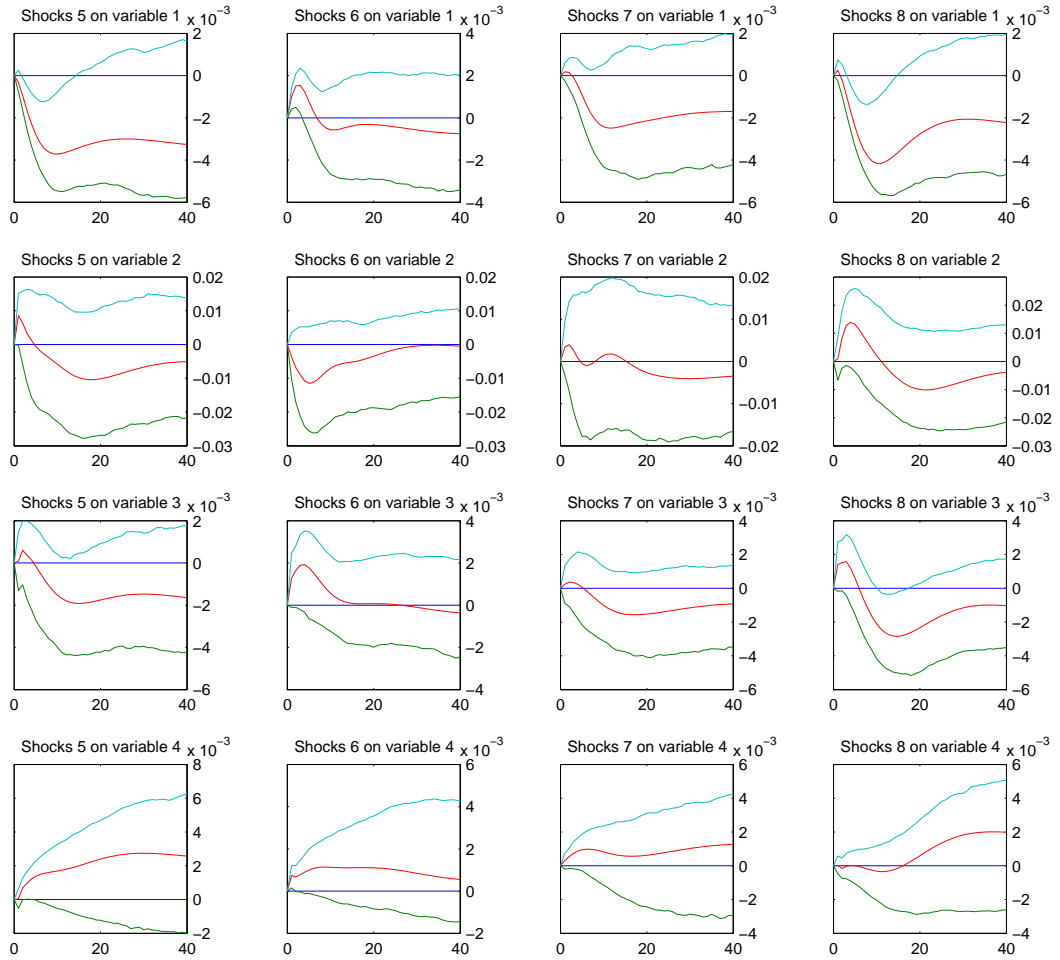 Shocks 5 on variable 1 x 10⁻³
2
0
−2
−4
−6
0 20 40
Shocks 6 on variable 1 x 10⁻³
4
2
0
−2
−4
0 20 40
Shocks 7 on variable 1 x 10⁻³
2
0
−2
−4
−6
0 20 40
Shocks 8 on variable 1 x 10⁻³
2
0
−2
−4
−6
0 20 40
Shocks 5 on variable 2
0.02
0.01
0
−0.01
−0.02
−0.03
0 20 40
Shocks 6 on variable 2
0.02
0.01
0
−0.01
−0.02
−0.03
0 20 40
Shocks 7 on variable 2
0.02
0.01
0
−0.01
−0.02
0 20 40
Shocks 8 on variable 2
0.02
0.01
0
−0.01
−0.02
−0.03
0 20 40
Shocks 5 on variable 3 x 10⁻³
2
0
−2
−4
−6
0 20 40
Shocks 6 on variable 3 x 10⁻³
4
2
0
−2
−4
0 20 40
Shocks 7 on variable 3 x 10⁻³
4
2
0
−2
−4
−6
0 20 40
Shocks 8 on variable 3 x 10⁻³
4
2
0
−2
−4
−6
0 20 40
Shocks 5 on variable 4 x 10⁻³
8
6
4
2
0
−2
0 20 40
Shocks 6 on variable 4 x 10⁻³
6
4
2
0
−2
0 20 40
Shocks 7 on variable 4 x 10⁻³
6
4
2
0
−2
−4
0 20 40
Shocks 8 on variable 4 x 10⁻³
6
4
2
0
−2
−4
0 20 40